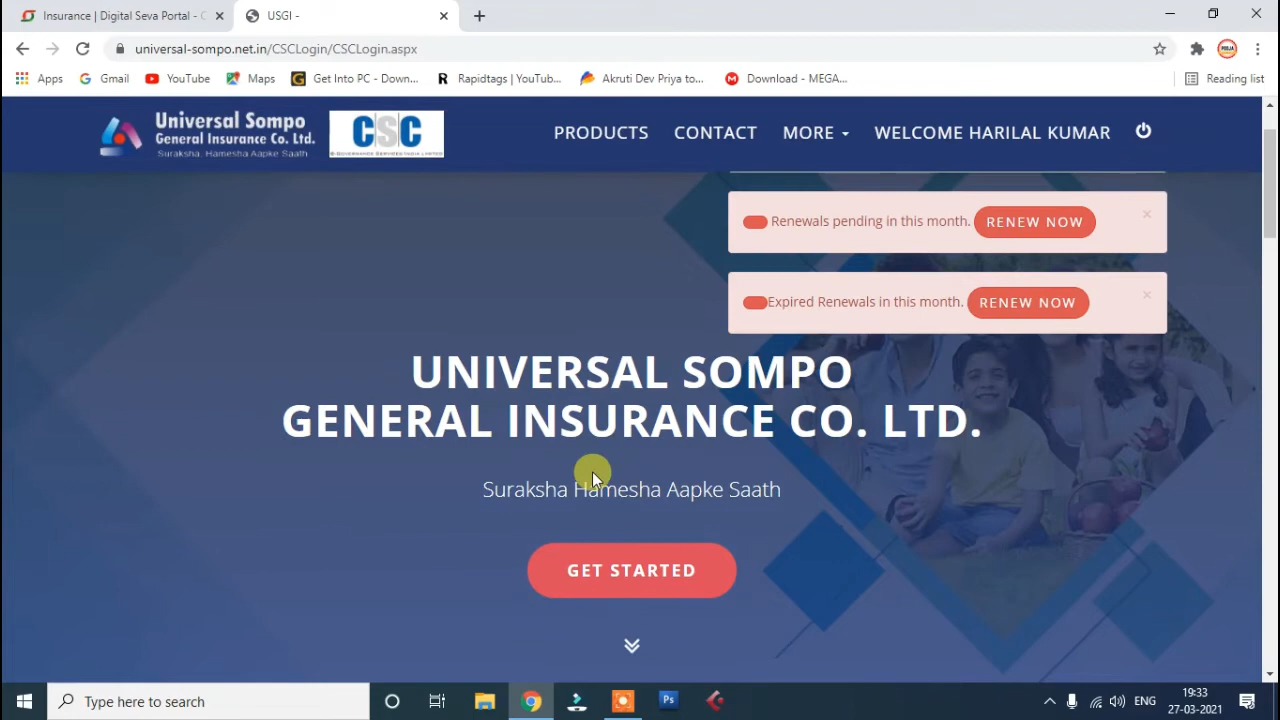 Insurance | Digital Seva Portal - C
USGI -
universal-sompo.net.in/CSCLogin/CSCLogin.aspx
Apps
Gmail
YouTube
Maps
Get Into PC - Down...
Rapidtags | YouTub...
Akruti Dev Priya to...
Download - MEGA...
Reading list
Universal Sompo
General Insurance Co. Ltd.
Suraksha, Hamesha Aapke Saath
CSC
PRODUCTS
CONTACT
MORE
WELCOME HARILAL KUMAR
Renewals pending in this month.
RENEW NOW
Expired Renewals in this month.
RENEW NOW
UNIVERSAL SOMPO
GENERAL INSURANCE CO. LTD.
Suraksha Hamesha Aapke Saath
GET STARTED
Type here to search
Ps
ENG
19:33
27-03-2021